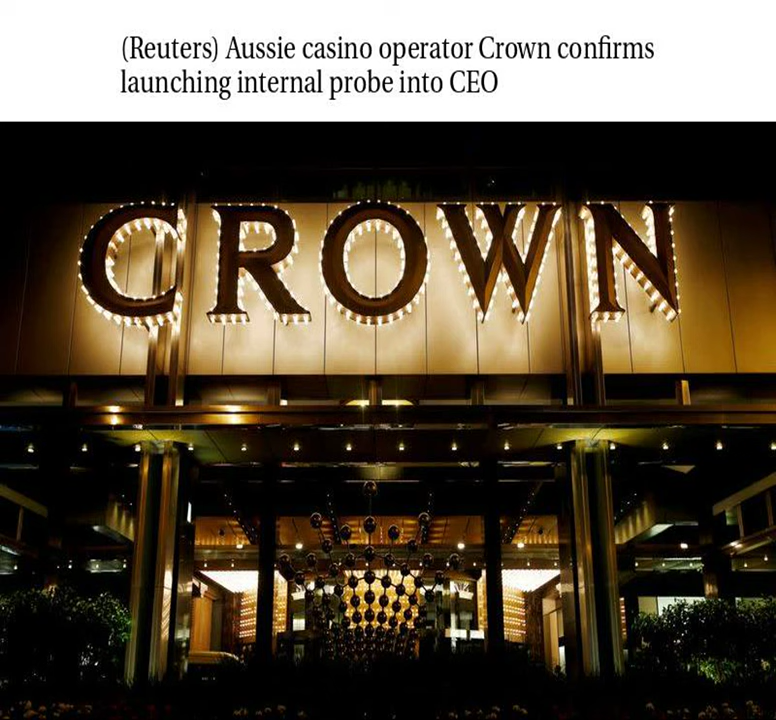 (Reuters) Aussie casino operator Crown confirms
launching internal probe into CEO
CROWN